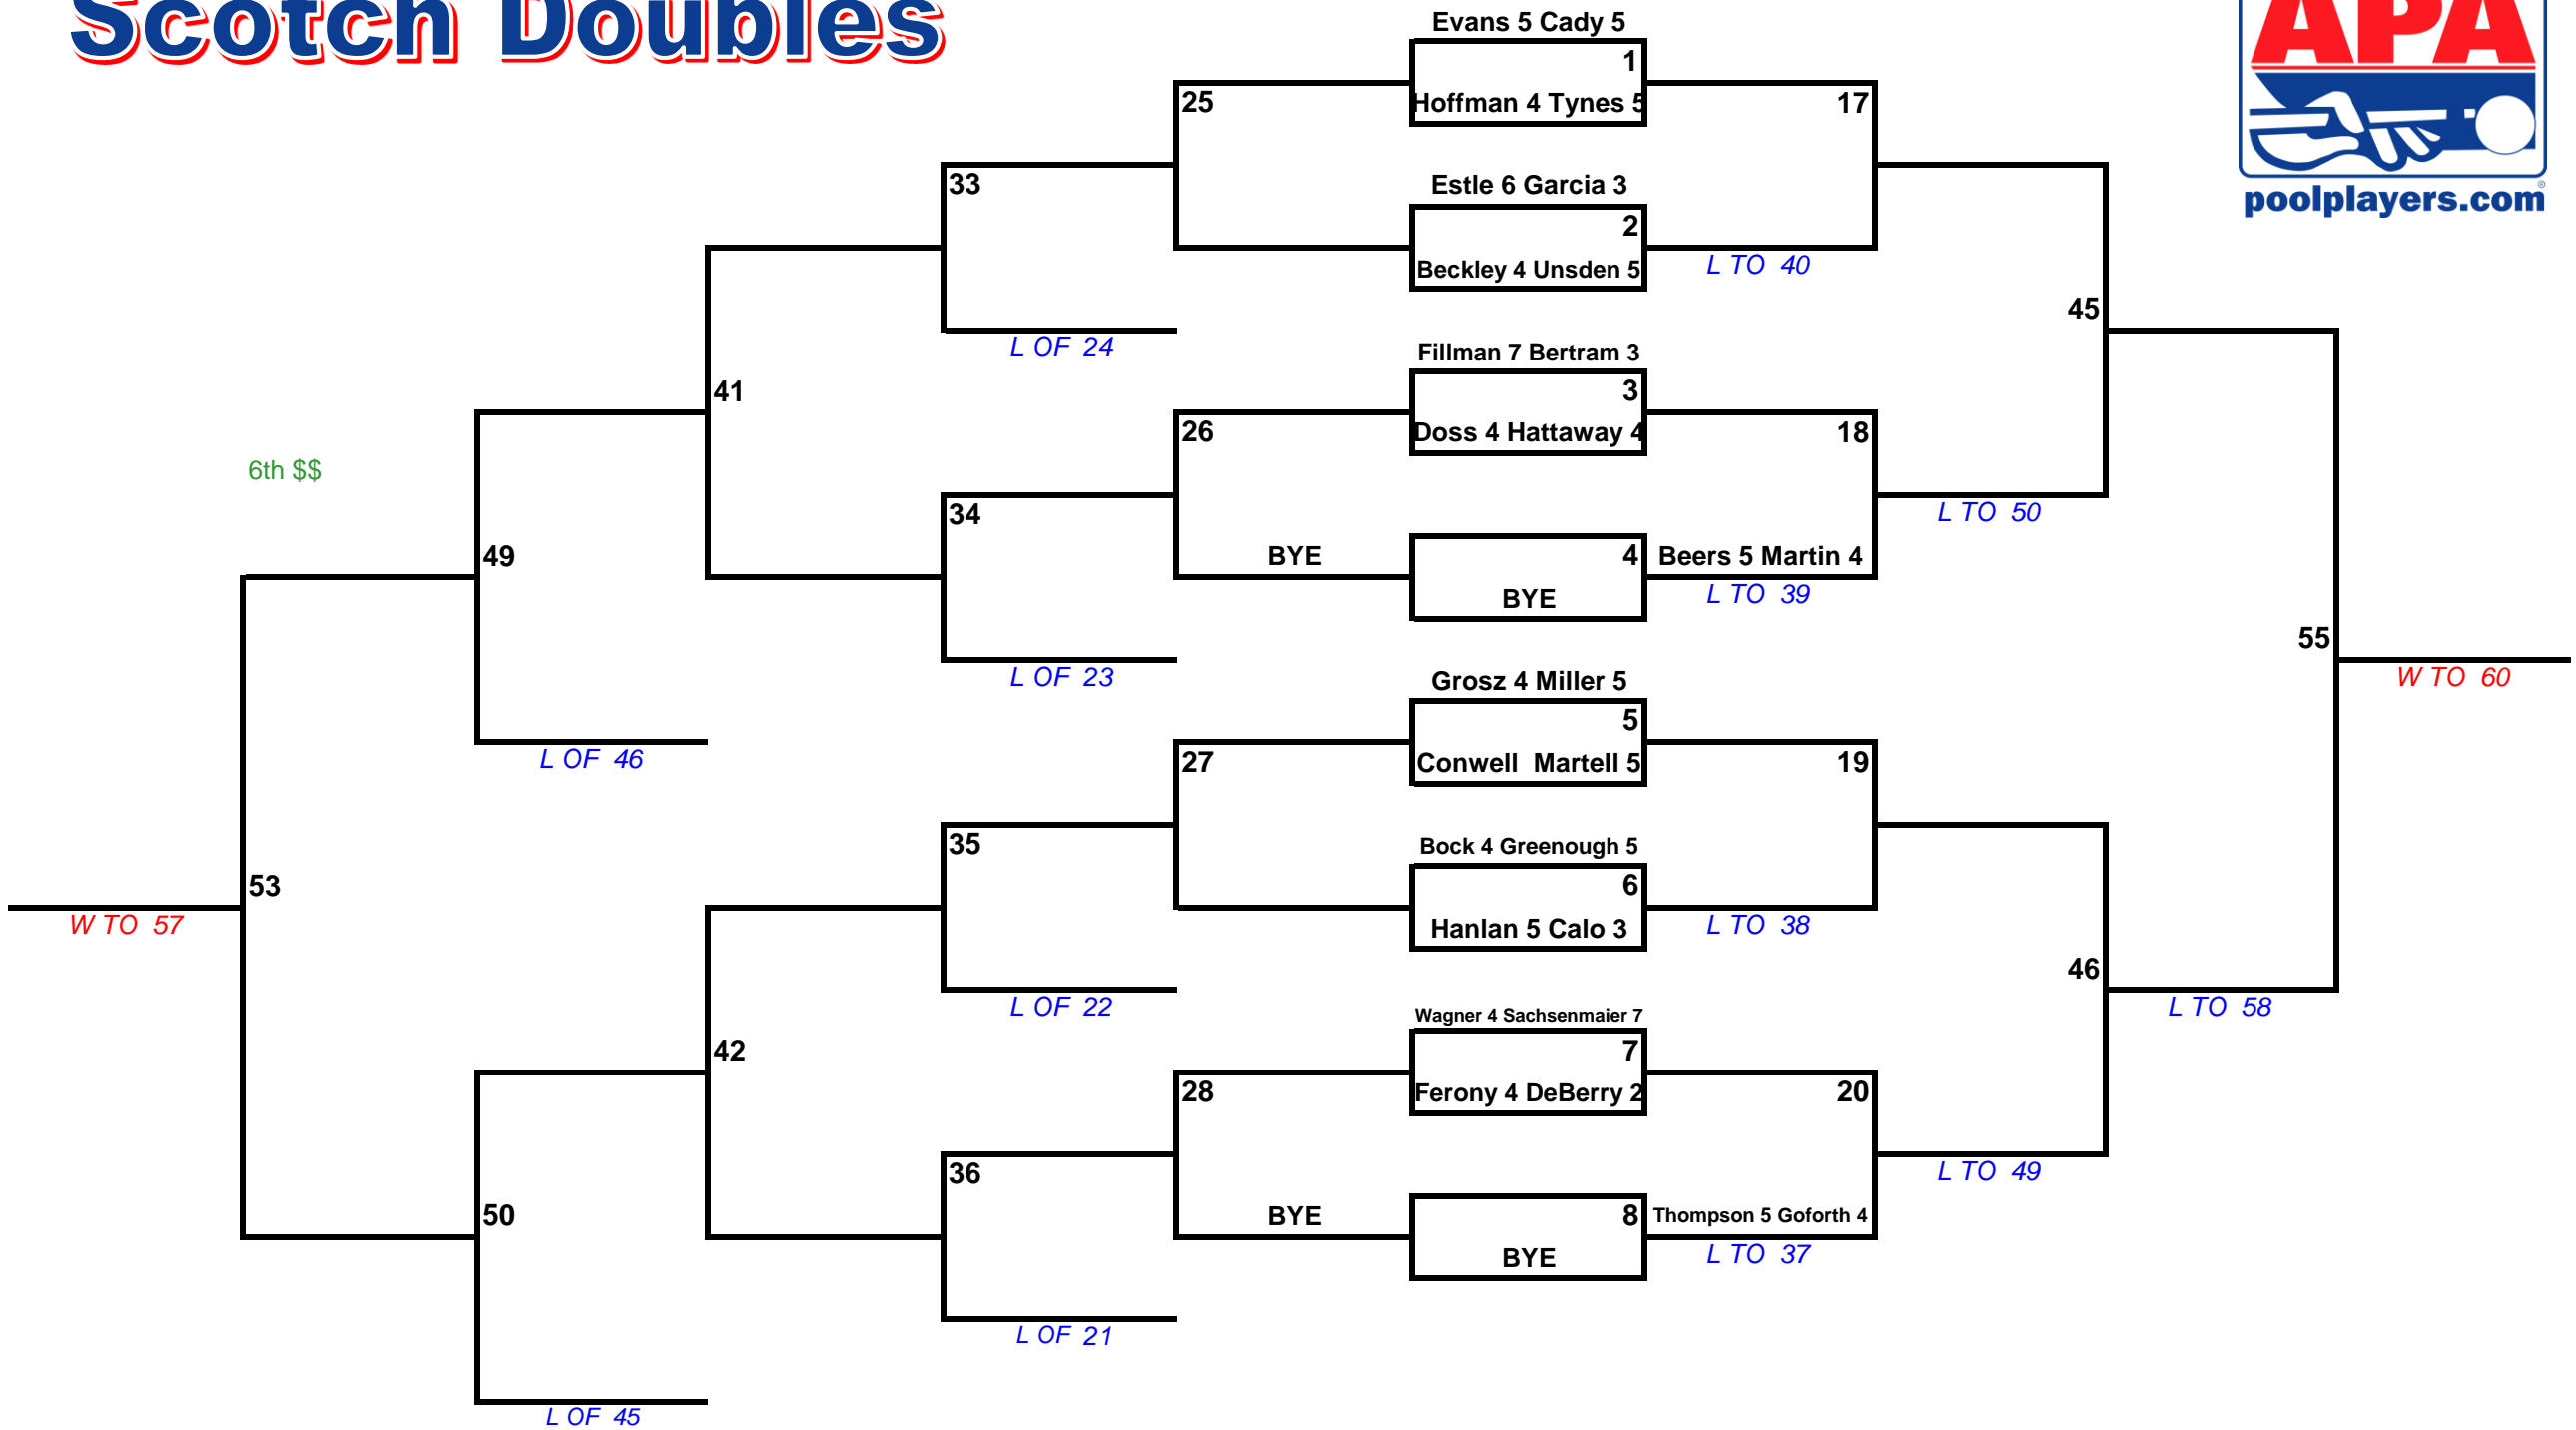 Scotch Doubles
APA
poolplayers.com
Evans 5 Cady 5
1
Hoffman 4 Tynes 5
25
17
33
Estle 6 Garcia 3
2
Beckley 4 Unsden 5
L TO 40
45
L OF 24
Fillman 7 Bertram 3
41
3
26
Doss 4 Hattaway 4
18
6th $$
34
L TO 50
49
BYE
4
Beers 5 Martin 4
BYE
L TO 39
55
L OF 23
Grosz 4 Miller 5
W TO 60
5
L OF 46
27
Conwell  Martell 5
19
35
Bock 4 Greenough 5
53
6
W TO 57
Hanlan 5 Calo 3
L TO 38
46
L OF 22
Wagner 4 Sachsenmaier 7
L TO 58
42
7
28
Ferony 4 DeBerry 2
20
36
L TO 49
50
BYE
8
Thompson 5 Goforth 4
BYE
L TO 37
L OF 21
L OF 45